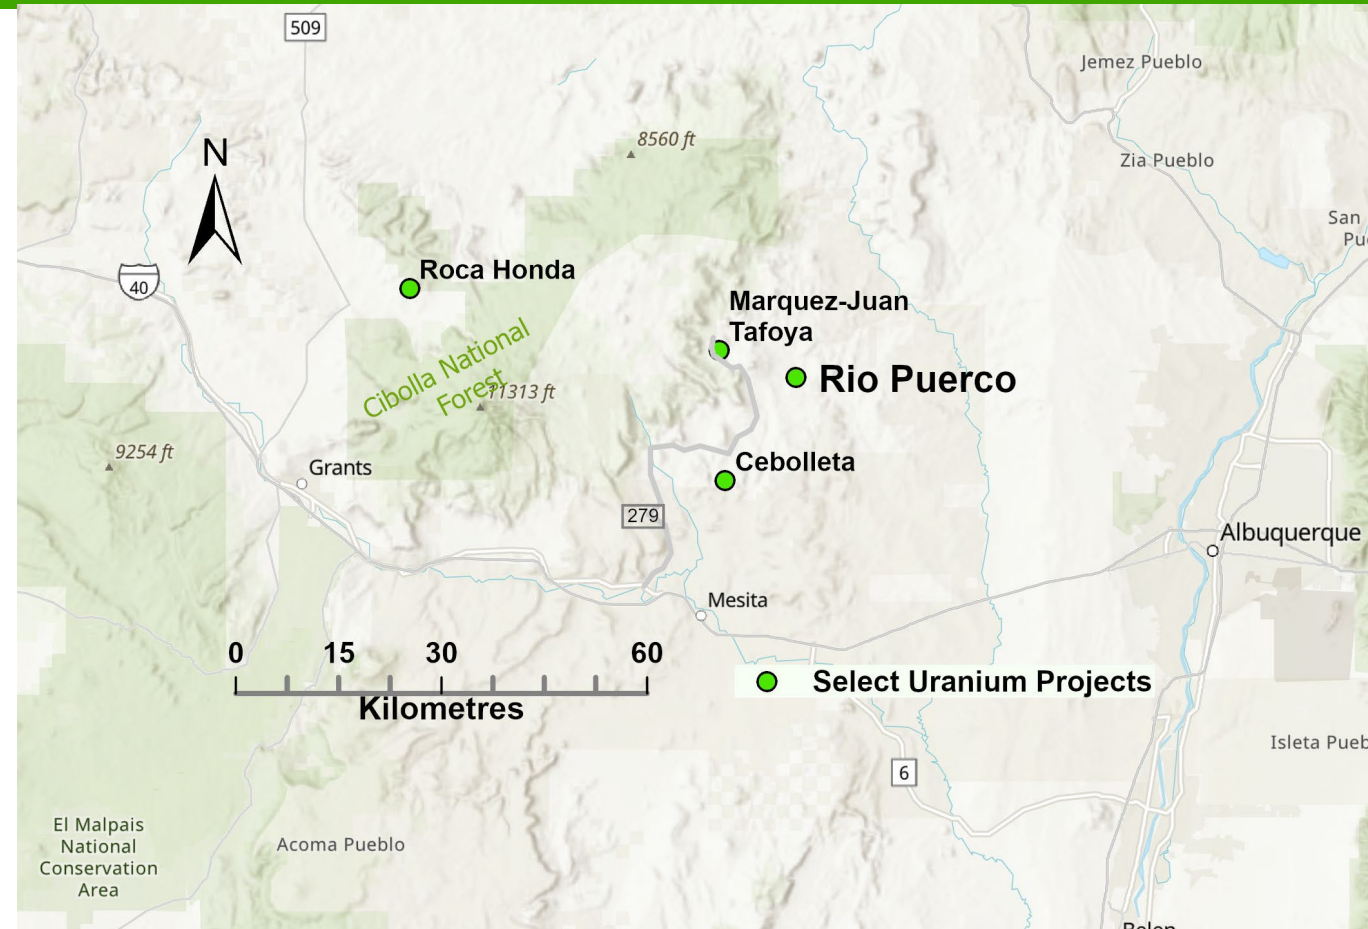 509
Jemez Pueblo
N
8560 ft
Zia Pueblo
San
Pu
40
Roca Honda
Marquez-Juan
Tafoya
Rio Puerco
Cibolla National
Forest
11313 ft
9254 ft
Grants
Cebolleta
279
Albuquerque
Mesita
0 15 30 60
Kilometres
Select Uranium Projects
Isleta Pueb
6
El Malpais
National
Conservation
Area
Acoma Pueblo
Belen